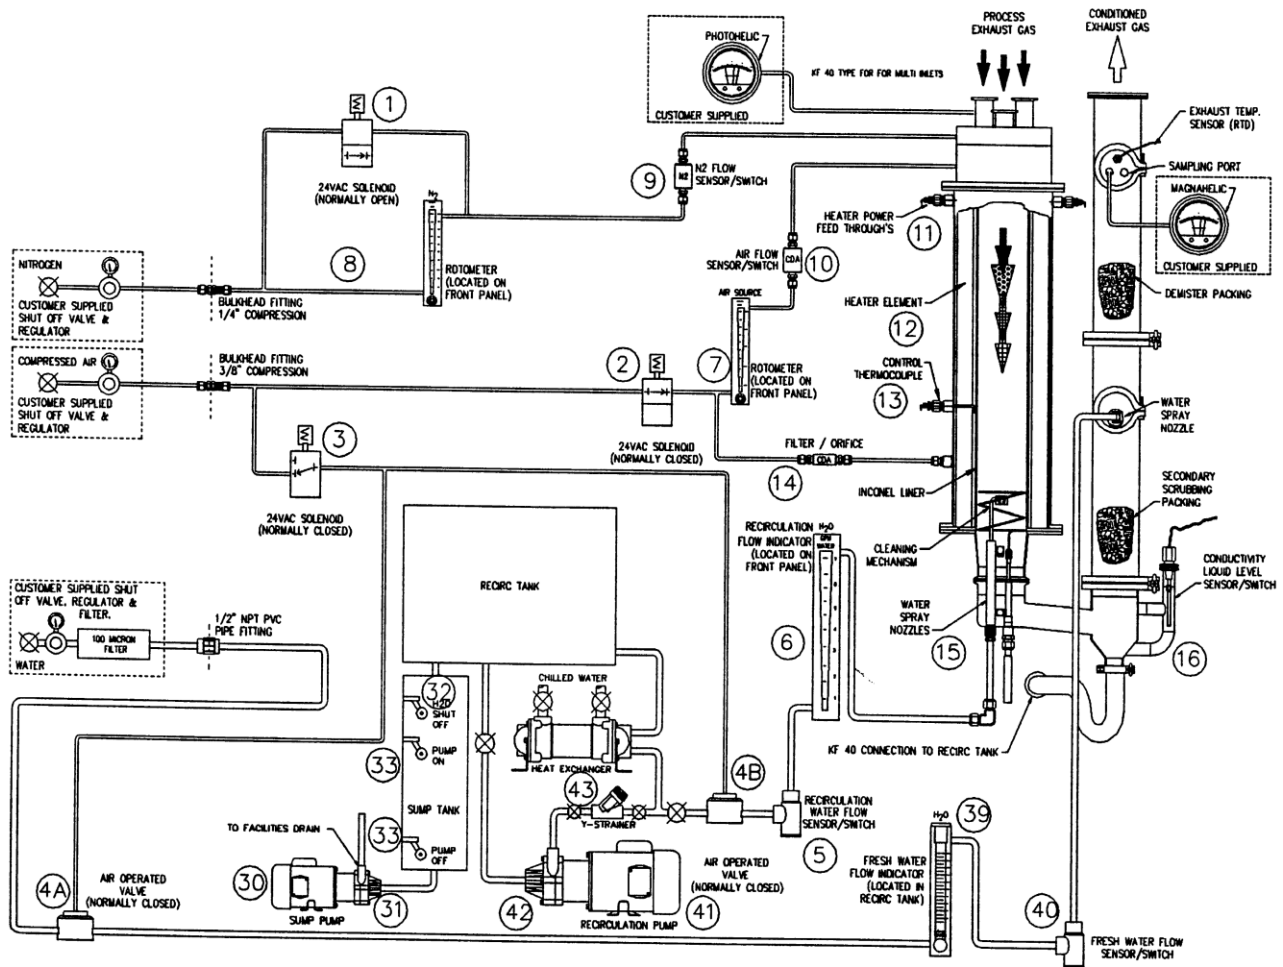 PROCESS
EXHAUST GAS
CONDITIONED
EXHAUST GAS
PHOTOHELIC
CUSTOMER SUPPLIED
KF 40 TYPE FOR FOR MULTI INLETS
EXHAUST TEMP.
SENSOR (RTD)
SAMPLING PORT
MAGNAHELIC
CUSTOMER SUPPLIED
1
24VAC SOLENOID
(NORMALLY OPEN)
N2
9
N2
N2 FLOW
SENSOR/SWITCH
HEATER POWER
FEED THROUGH'S
11
8
ROTOMETER
(LOCATED ON
FRONT PANEL)
AIR FLOW
SENSOR/SWITCH
CDA
10
NITROGEN
CUSTOMER SUPPLIED
SHUT OFF VALVE &
REGULATOR
BULKHEAD FITTING
1/4" COMPRESSION
AIR SOURCE
HEATER ELEMENT
12
DEMISTER PACKING
COMPRESSED AIR
CUSTOMER SUPPLIED
SHUT OFF VALVE &
REGULATOR
BULKHEAD FITTING
3/8" COMPRESSION
2
7
ROTOMETER
(LOCATED ON
FRONT PANEL)
CONTROL
THERMOCOUPLE
13
WATER
SPRAY
NOZZLE
3
24VAC SOLENOID
(NORMALLY CLOSED)
24VAC SOLENOID
(NORMALLY CLOSED)
FILTER / ORIFICE
CDA
14
INCONEL LINER
SECONDARY
SCRUBBING
PACKING
RECIRC TANK
RECIRCULATION
FLOW INDICATOR
(LOCATED ON
FRONT PANEL)
H2O
GPM
WATER
CLEANING
MECHANISM
CONDUCTIVITY
LIQUID LEVEL
SENSOR/SWITCH
CUSTOMER SUPPLIED SHUT
OFF VALVE, REGULATOR &
FILTER.
100 MICRON
FILTER
WATER
1/2" NPT PVC
PIPE FITTING
6
WATER
SPRAY
NOZZLES
15
16
32
H2O
SHUT
OFF
CHILLED WATER
HEAT EXCHANGER
KF 40 CONNECTION TO RECIRC TANK
33
PUMP
ON
SUMP TANK
43
Y-STRAINER
4B
RECIRCULATION
WATER FLOW
SENSOR/SWITCH
5
39
H2O
TO FACILITIES DRAIN
33
PUMP
OFF
4A
AIR OPERATED
VALVE
(NORMALLY CLOSED)
30
SUMP PUMP
31
42
RECIRCULATION PUMP
41
AIR OPERATED
VALVE
(NORMALLY CLOSED)
FRESH WATER
FLOW INDICATOR
(LOCATED IN
RECIRC TANK)
40
FRESH WATER FLOW
SENSOR/SWITCH